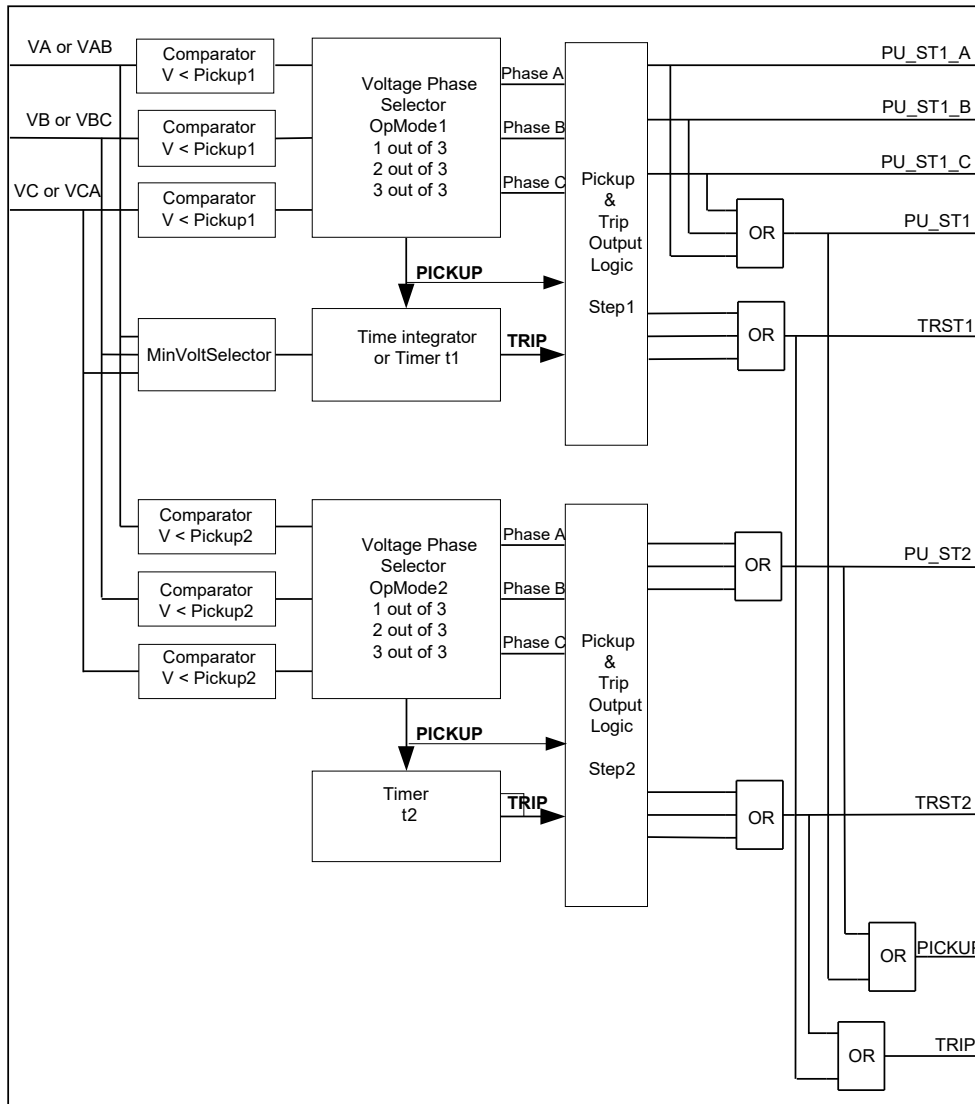 VA or VAB
Comparator
V < Pickup1
VB or VBC
Comparator
V < Pickup1
VC or VCA
Comparator
V < Pickup1
Voltage Phase
Selector
OpMode1
1 out of 3
2 out of 3
3 out of 3
Phase A
Phase B
Phase C
Pickup
&
Trip
Output
Logic
Step1
PU_ST1_A
PU_ST1_B
PU_ST1_C
OR
PU_ST1
PICKUP
MinVoltSelector
Time integrator
or Timer t1
TRIP
OR
TRST1
Comparator
V < Pickup2
Comparator
V < Pickup2
Comparator
V < Pickup2
Voltage Phase
Selector
OpMode2
1 out of 3
2 out of 3
3 out of 3
Phase A
Phase B
Phase C
Pickup
&
Trip
Output
Logic
Step2
OR
PU_ST2
PICKUP
Timer
t2
TRIP
OR
TRST2
OR
PICKUP
OR
TRIP